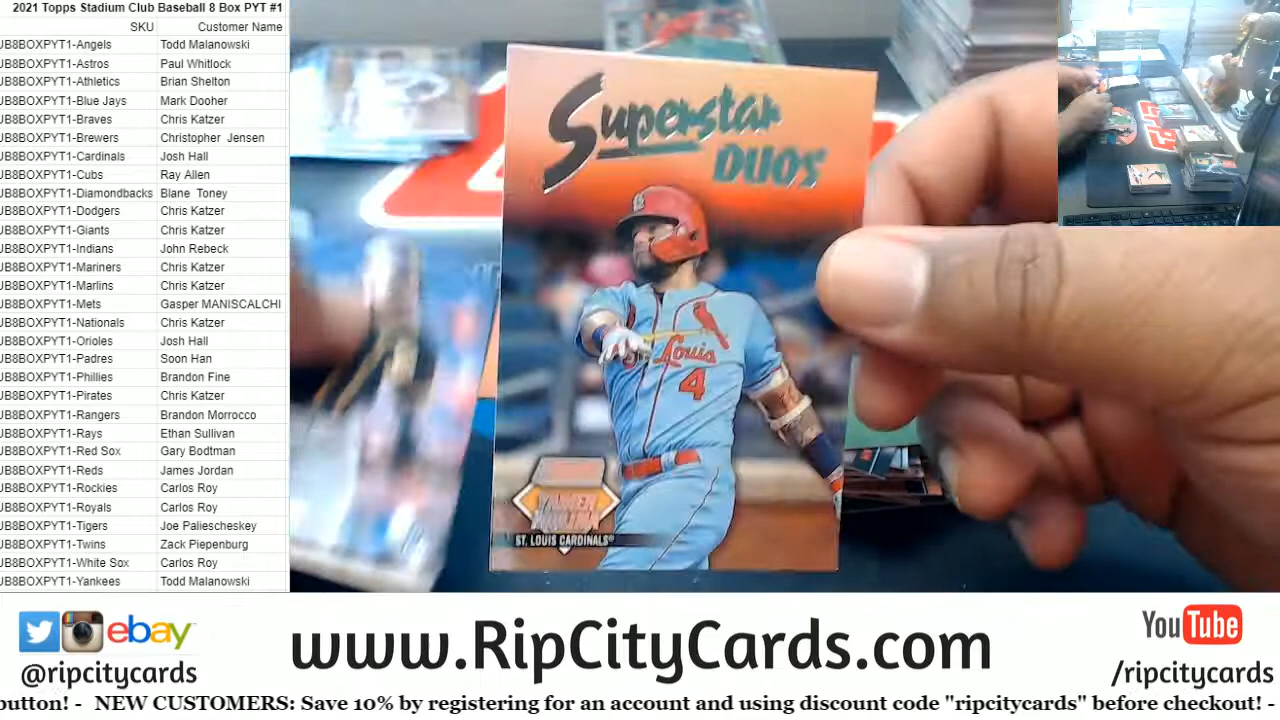 2021 Topps Stadium Club Baseball 8 Box PYT #1
SKU Customer Name
JB8BOXPYT1-Angels Todd Malanowski
JB8BOXPYT1-Astros Paul Whitlock
JB8BOXPYT1-Athletics Brian Shelton
JB8BOXPYT1-Blue Jays Mark Dooher
JB8BOXPYT1-Braves Chris Katzer
JB8BOXPYT1-Brewers Christopher Jensen
JB8BOXPYT1-Cardinals Josh Hall
JB8BOXPYT1-Cubs Ray Allen
JB8BOXPYT1-Diamondbacks Blane Toney
JB8BOXPYT1-Dodgers Chris Katzer
JB8BOXPYT1-Giants Chris Katzer
JB8BOXPYT1-Indians John Rebeck
JB8BOXPYT1-Mariners Chris Katzer
JB8BOXPYT1-Marlins Chris Katzer
JB8BOXPYT1-Mets Gasper MANISCALCHI
JB8BOXPYT1-Nationals Chris Katzer
JB8BOXPYT1-Orioles Josh Hall
JB8BOXPYT1-Padres Soon Han
JB8BOXPYT1-Phillies Brandon Fine
JB8BOXPYT1-Pirates Chris Katzer
JB8BOXPYT1-Rangers Brandon Morrocco
JB8BOXPYT1-Rays Ethan Sullivan
JB8BOXPYT1-Red Sox Gary Bodtman
JB8BOXPYT1-Reds James Jordan
JB8BOXPYT1-Rockies Carlos Roy
JB8BOXPYT1-Royals Carlos Roy
JB8BOXPYT1-Tigers Joe Paliescheskey
JB8BOXPYT1-Twins Zack Piepenburg
JB8BOXPYT1-White Sox Carlos Roy
JB8BOXPYT1-Yankees Todd Malanowski
Superstar
DUOS
St Louis
4
YADIER
MOLINA
ST. LOUIS CARDINALS®
ebay
@ripcitycards
www.RipCityCards.com
YouTube
/ripcitycards
button! - NEW CUSTOMERS: Save 10% by registering for an account and using discount code "ripcitycards" before checkout! -